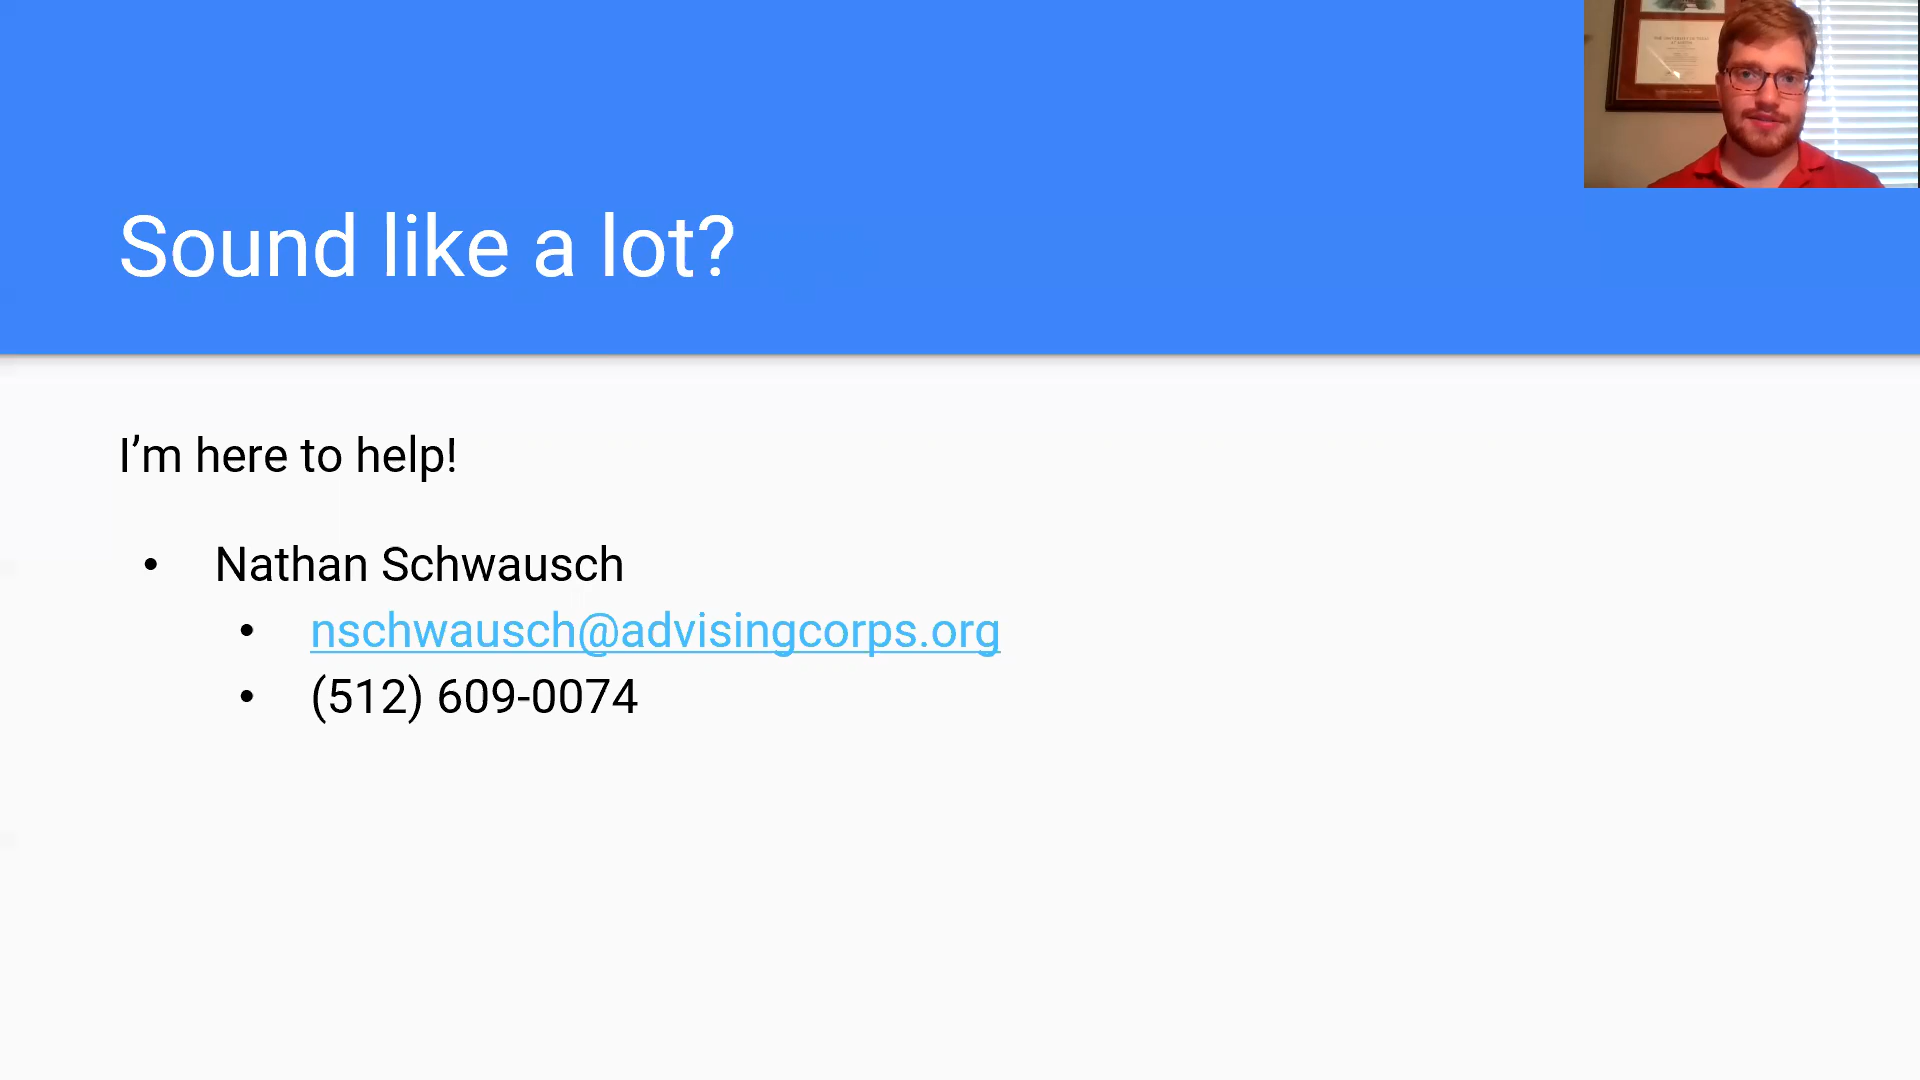 Sound like a lot?
I’m here to help!
• Nathan Schwausch
• nschwausch@advisingcorps.org
• (512) 609-0074